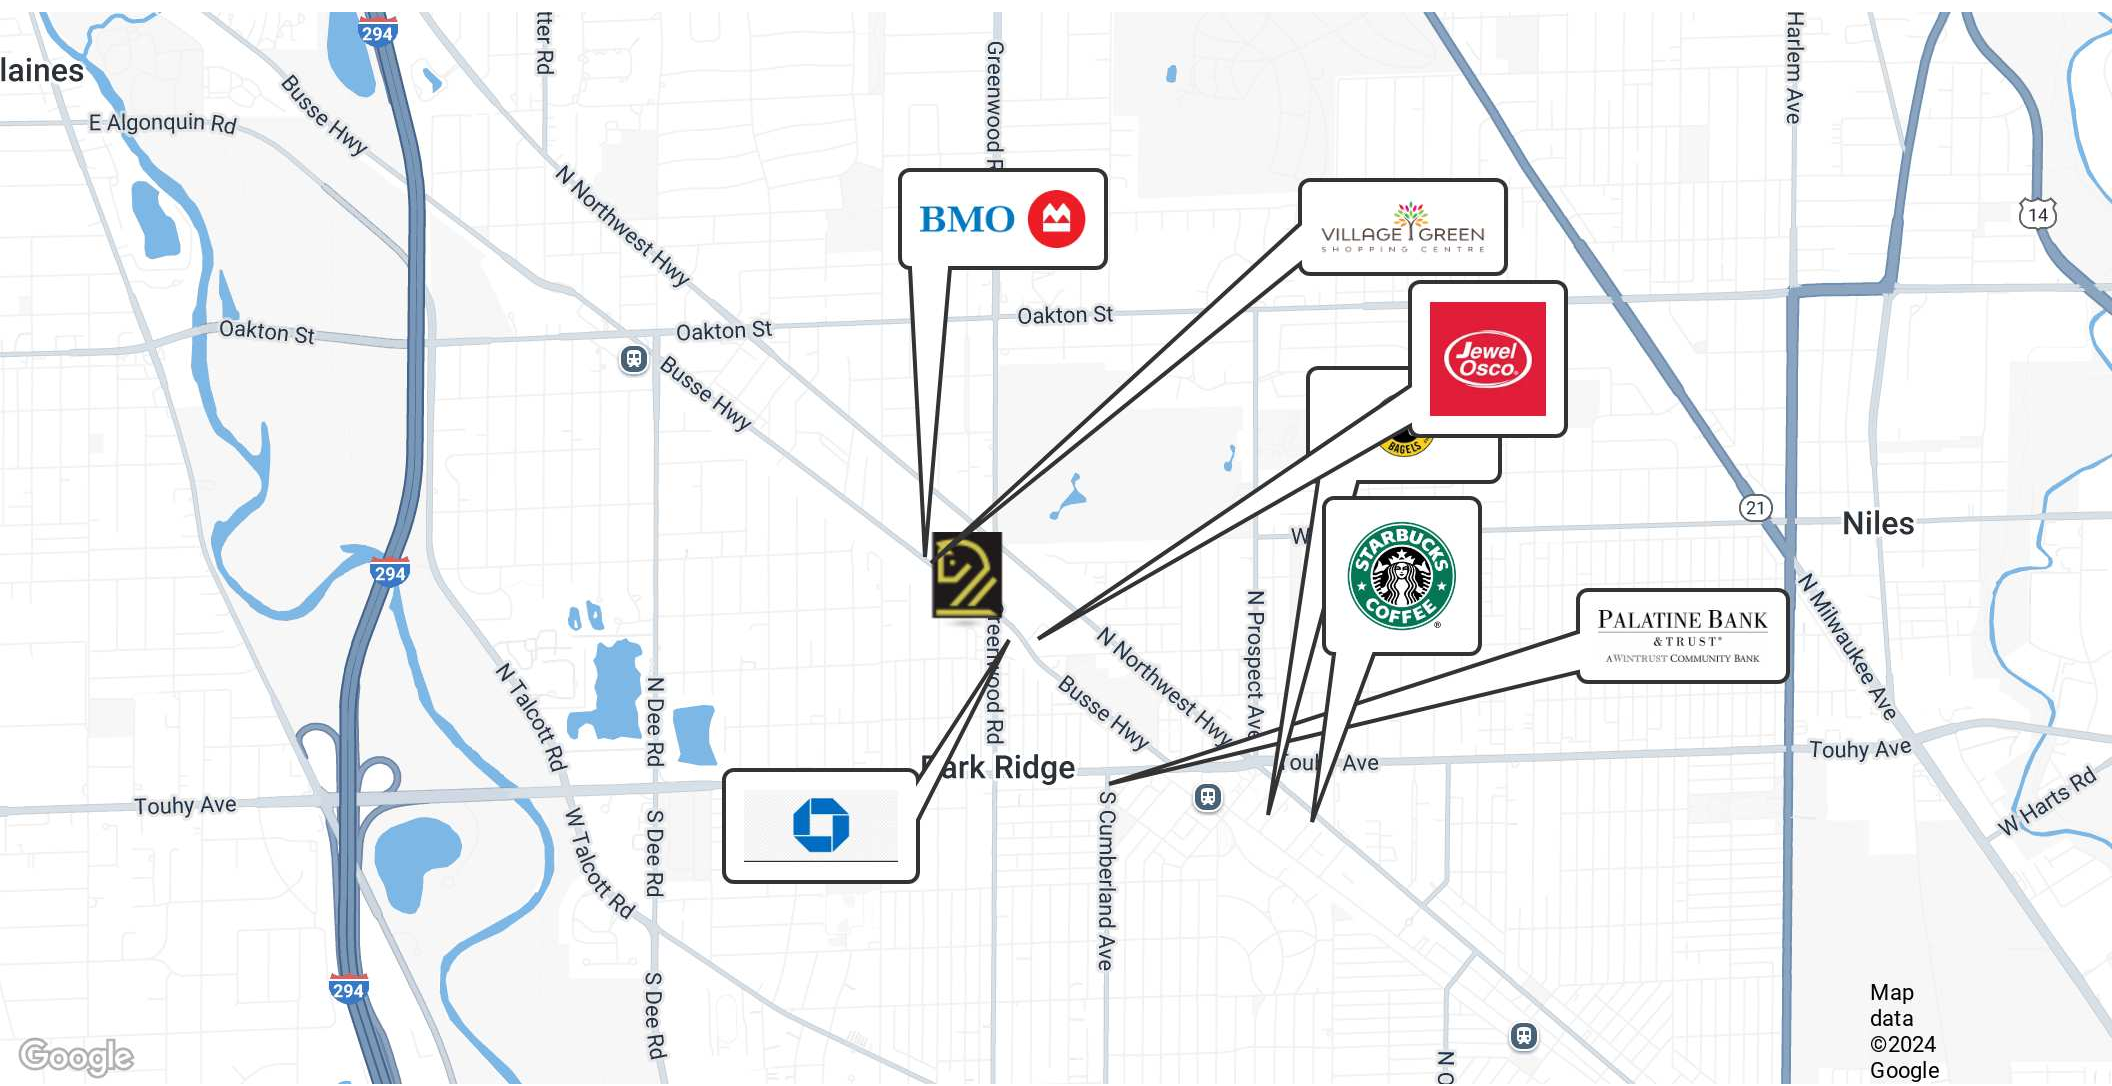 294
laines
tter Rd
Greenwood R
Harlem Ave
Busse Hwy
E Algonquin Rd
N Northwest Hwy
BMO
VILLAGE GREEN
SHOPPING CENTRE
14
Oakton St
Oakton St
Oakton St
Jewel
Osco
Busse Hwy
BAGELS
21
Niles
W
STARBUCKS
COFFEE
294
PALATINE BANK
& TRUST
A WINTRUST COMMUNITY BANK
N Prospect Ave
N Milwaukee Ave
reenwood Rd
N Northwest Hwy
N Talcott Rd
N Dee Rd
Busse Hwy
Park Ridge
Touhy Ave
Touhy Ave
Touhy Ave
W Harts Rd
S Cumberland Ave
W Talcott Rd
S Dee Rd
S Dee Rd
294
Map
data
©2024
Google
Google